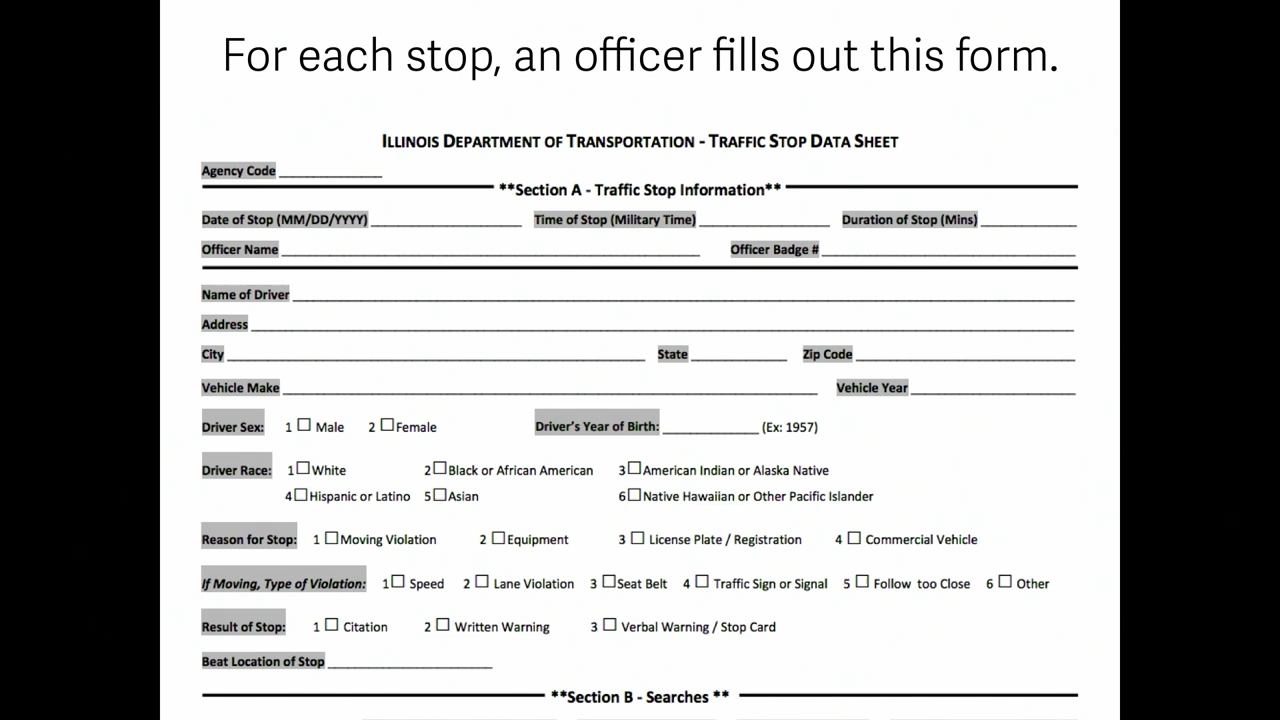 For each stop, an officer fills out this form.
ILLINOIS DEPARTMENT OF TRANSPORTATION - TRAFFIC STOP DATA SHEET
Agency Code
**Section A - Traffic Stop Information**
Date of Stop (MM/DD/YYYY) Time of Stop (Military Time) Duration of Stop (Mins)
Officer Name Officer Badge #
Name of Driver
Address
City State Zip Code
Vehicle Make Vehicle Year
Driver Sex: 1 ☐ Male 2 ☐ Female Driver's Year of Birth: (Ex: 1957)
Driver Race: 1 ☐ White 2 ☐ Black or African American 3 ☐ American Indian or Alaska Native
4 ☐ Hispanic or Latino 5 ☐ Asian 6 ☐ Native Hawaiian or Other Pacific Islander
Reason for Stop: 1 ☐ Moving Violation 2 ☐ Equipment 3 ☐ License Plate / Registration 4 ☐ Commercial Vehicle
If Moving, Type of Violation: 1 ☐ Speed 2 ☐ Lane Violation 3 ☐ Seat Belt 4 ☐ Traffic Sign or Signal 5 ☐ Follow too Close 6 ☐ Other
Result of Stop: 1 ☐ Citation 2 ☐ Written Warning 3 ☐ Verbal Warning / Stop Card
Beat Location of Stop
**Section B - Searches **